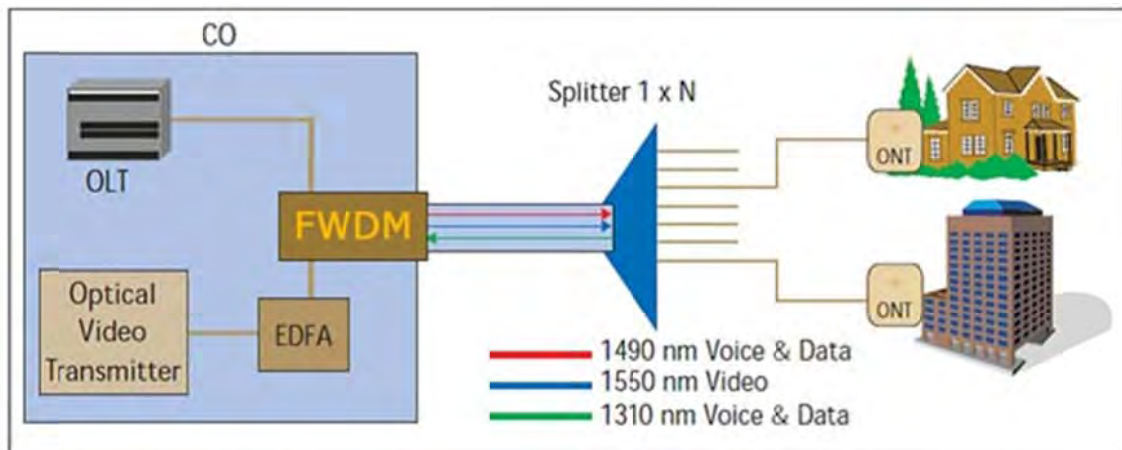 CO
OLT
FWDM
Optical
Video
Transmitter
EDFA
Splitter 1 x N
ONT
ONT
1490 nm Voice & Data
1550 nm Video
1310 nm Voice & Data